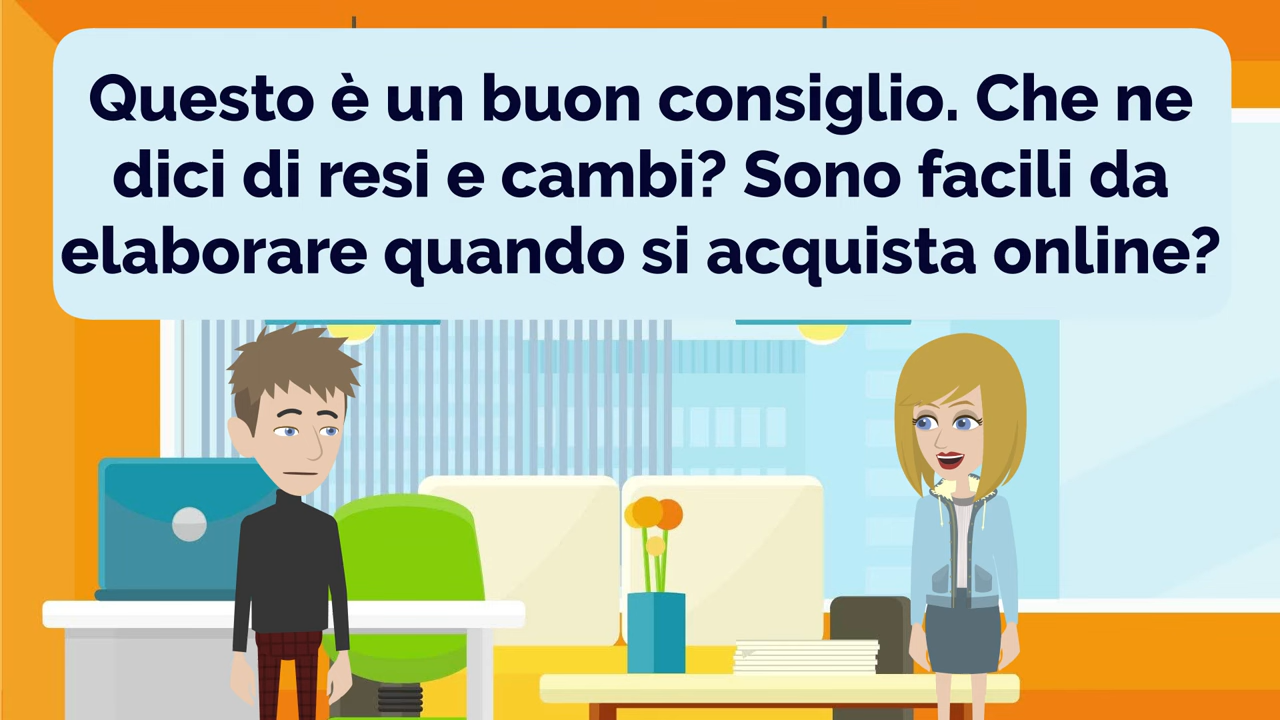 Questo è un buon consiglio. Che ne
dici di resi e cambi? Sono facili da
elaborare quando si acquista online?